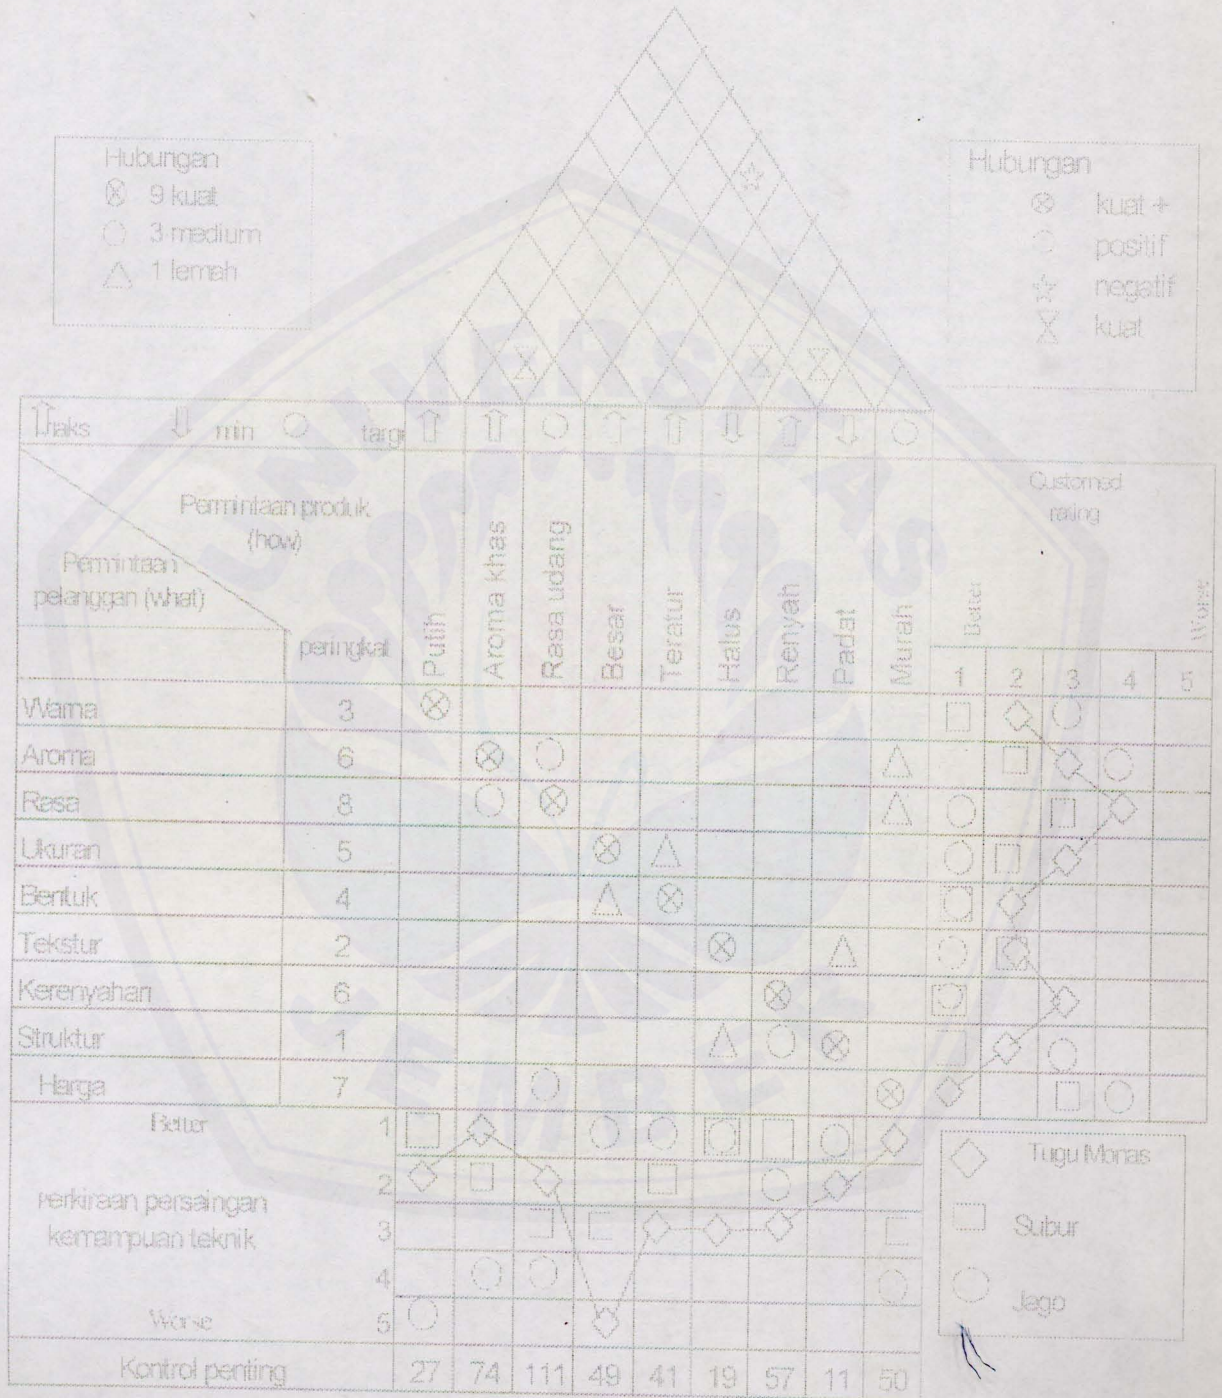 Hubungan
9 kuat
3 medium
1 lemah
Hubungan
kuat +
positif
negatif
kuat
aks min targ
Permintaan produk
(how)
Permintaan
pelanggan (what)
peringkat
Putih
Aroma khas
Rasa udang
Besar
Teratur
Halus
Renyah
Padat
Murah
Customed
rating
Better
Worse
1 2 3 4 5
Warna 3
Aroma 6
Rasa 8
Ukuran 5
Bentuk 4
Tekstur 2
Kerenyahan 6
Struktur 1
Harga 7
Better 1
2
perkiraan persaingan
kemampuan teknik 3
4
Worse 5
Kontrol penting 27 74 111 49 41 19 57 11 50
Tugu Monas
Subur
Jago
UNIVERSITAS
JEMBER